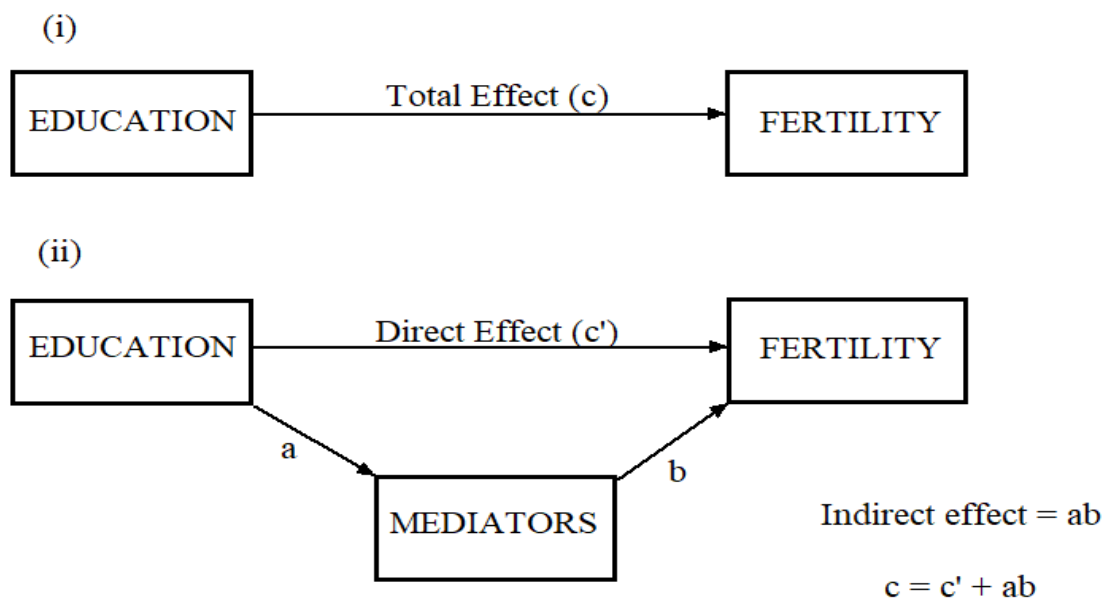 (i)
EDUCATION
Total Effect (c)
FERTILITY
(ii)
EDUCATION
Direct Effect (c')
FERTILITY
a
b
MEDIATORS
Indirect effect = ab
c = c' + ab